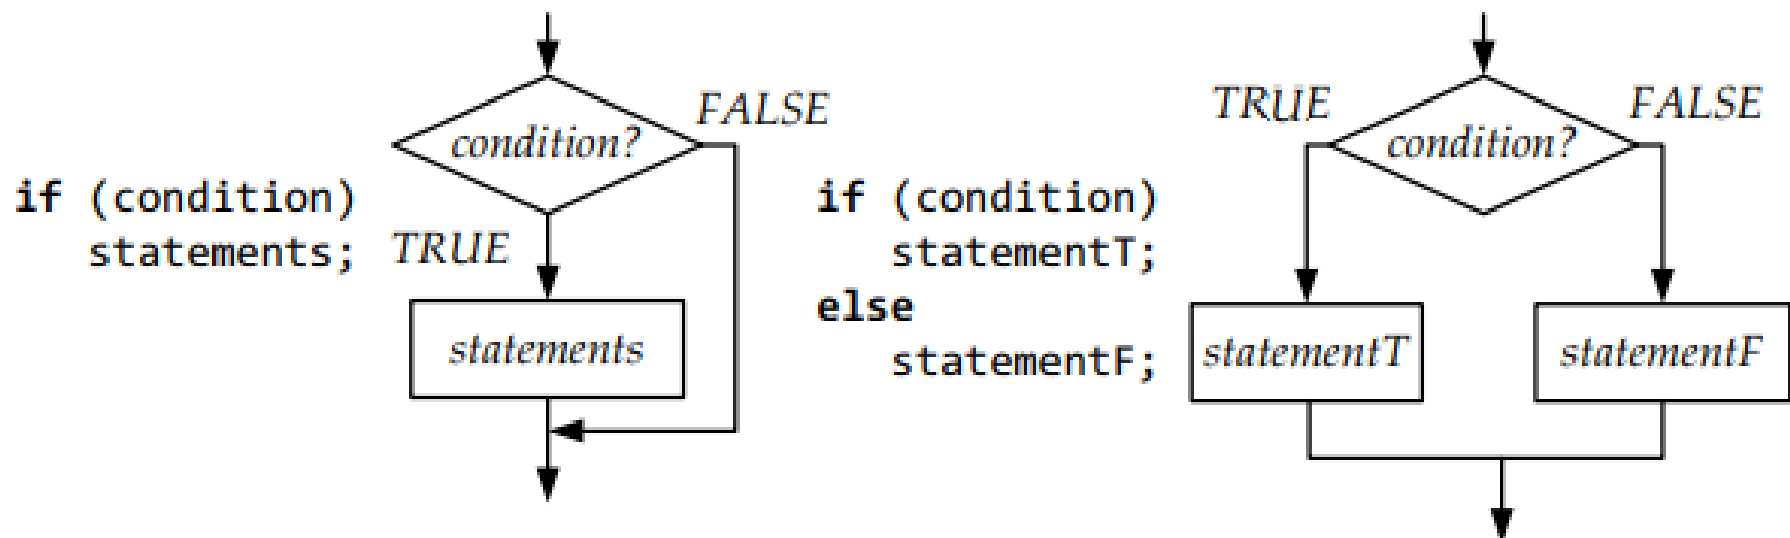 if (condition)
statements;
FALSE
condition?
TRUE
statements
if (condition)
statementT;
else
statementF;
TRUE
FALSE
condition?
statementT
statementF